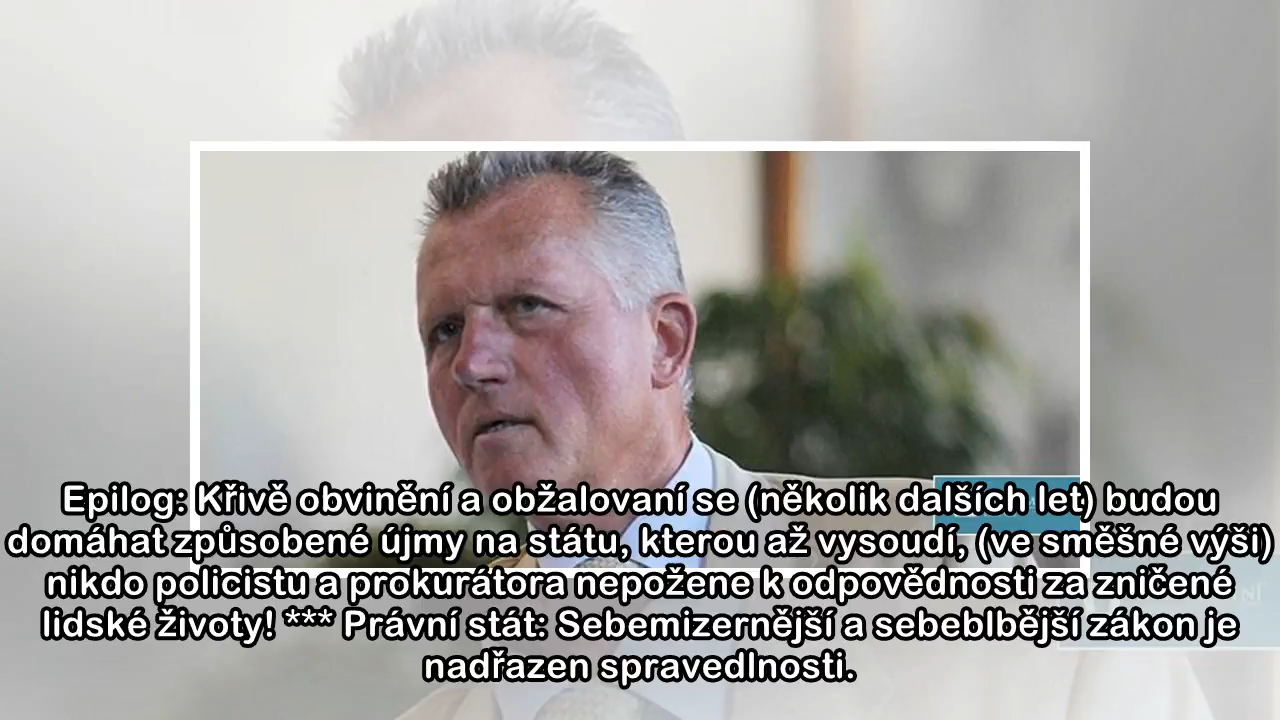 Epilog: Křivě obvinění a obžalovaní se (několik dalších let) budou
domáhat způsobené újmy na státu, kterou až vysoudí, (ve směšné výši)
nikdo policistu a prokurátora nepožene k odpovědnosti za zničené
lidské životy! *** Právní stát: Sebemizernější a sebeblbější zákon je
nadřazen spravedlnosti.